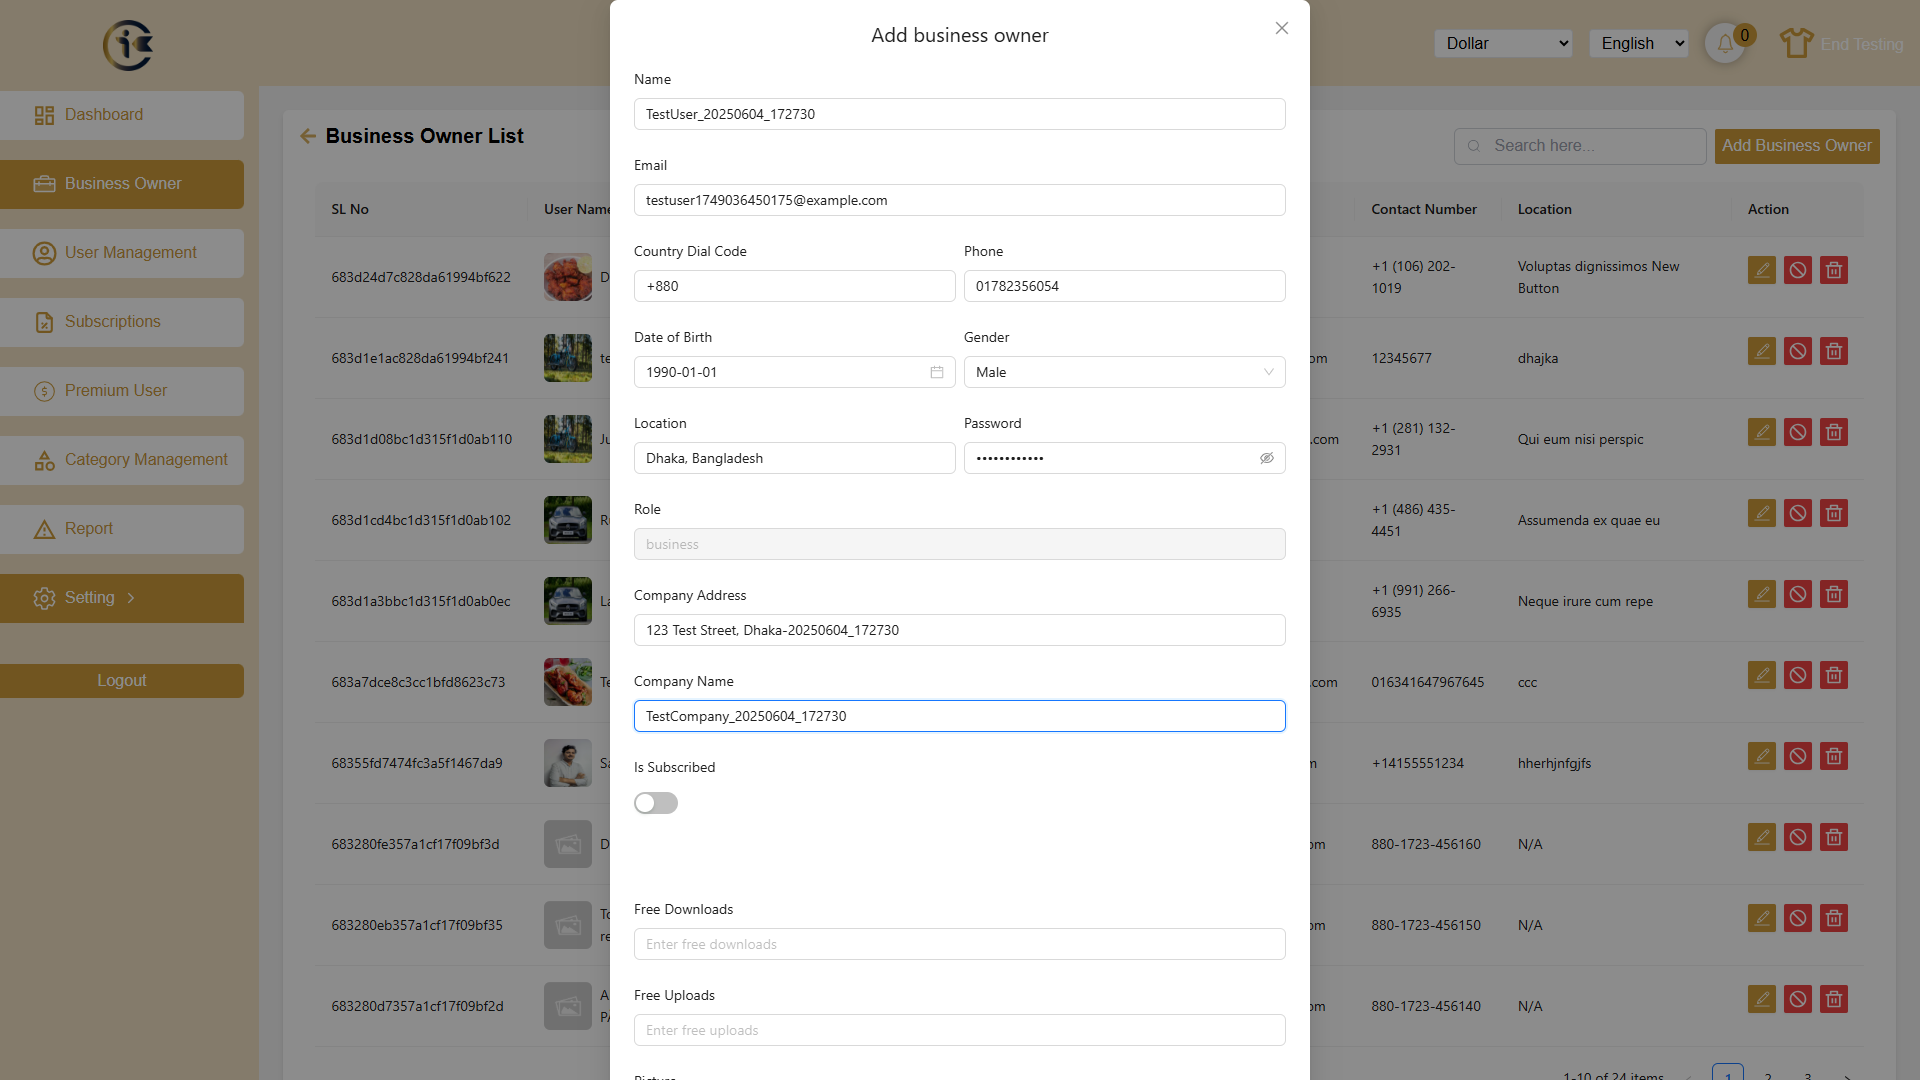 Dollar
English
0
End Testing
Dashboard
Business Owner
User Management
Subscriptions
Premium User
Category Management
Report
Setting
Logout
Business Owner List
Search here...
Add Business Owner
SL No
User Name
Contact Number
Location
Action
683d24d7c828da61994bf622
D
+1 (106) 202-
1019
Voluptas dignissimos New
Button
683d1e1ac828da61994bf241
te
om
12345677
dhajka
683d1d08bc1d315f1d0ab110
Ju
.com
+1 (281) 132-
2931
Qui eum nisi perspic
683d1cd4bc1d315f1d0ab102
+1 (486) 435-
4451
Assumenda ex quae eu
683d1a3bbc1d315f1d0ab0ec
La
+1 (991) 266-
6935
Neque irure cum repe
683a7dce8c3cc1bfd8623c73
Te
.com
016341647967645
ccc
68355fd7474fc3a5f1467da9
Sa
+14155551234
hherhjnfgjfs
683280fe357a1cf17f09bf3d
D
om
880-1723-456160
N/A
683280eb357a1cf17f09bf35
To
re
om
880-1723-456150
N/A
683280d7357a1cf17f09bf2d
A
PA
om
880-1723-456140
N/A
1-10 of 24 items
1
2
3
Add business owner
Name
TestUser_20250604_172730
Email
testuser1749036450175@example.com
Country Dial Code
Phone
+880
01782356054
Date of Birth
Gender
1990-01-01
Male
Location
Password
Dhaka, Bangladesh
••••••••••••
Role
business
Company Address
123 Test Street, Dhaka-20250604_172730
Company Name
TestCompany_20250604_172730
Is Subscribed
Free Downloads
Enter free downloads
Free Uploads
Enter free uploads
Picture